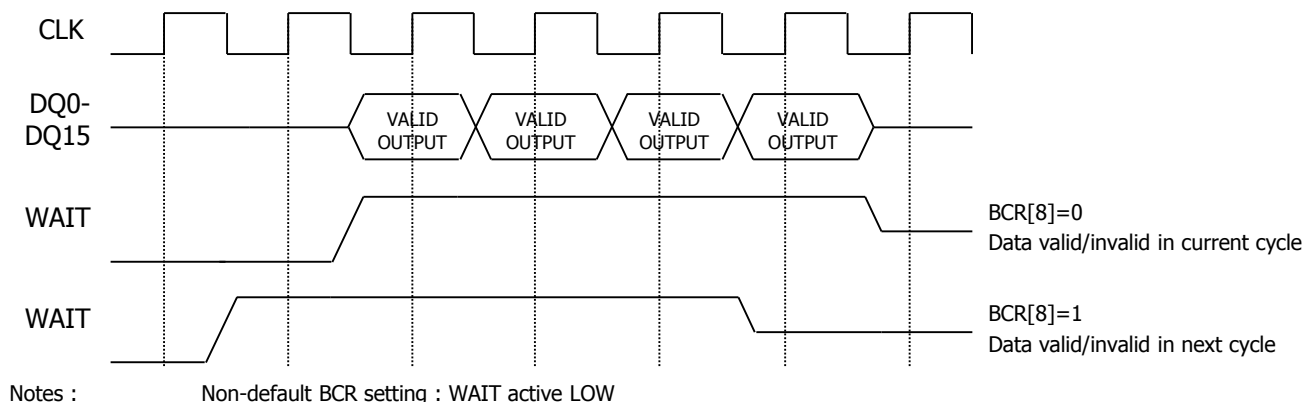 CLK
DQ0-
DQ15
VALID VALID VALID VALID
OUTPUT OUTPUT OUTPUT OUTPUT
WAIT
BCR[8]=0
Data valid/invalid in current cycle
WAIT
BCR[8]=1
Data valid/invalid in next cycle
Notes : Non-default BCR setting : WAIT active LOW